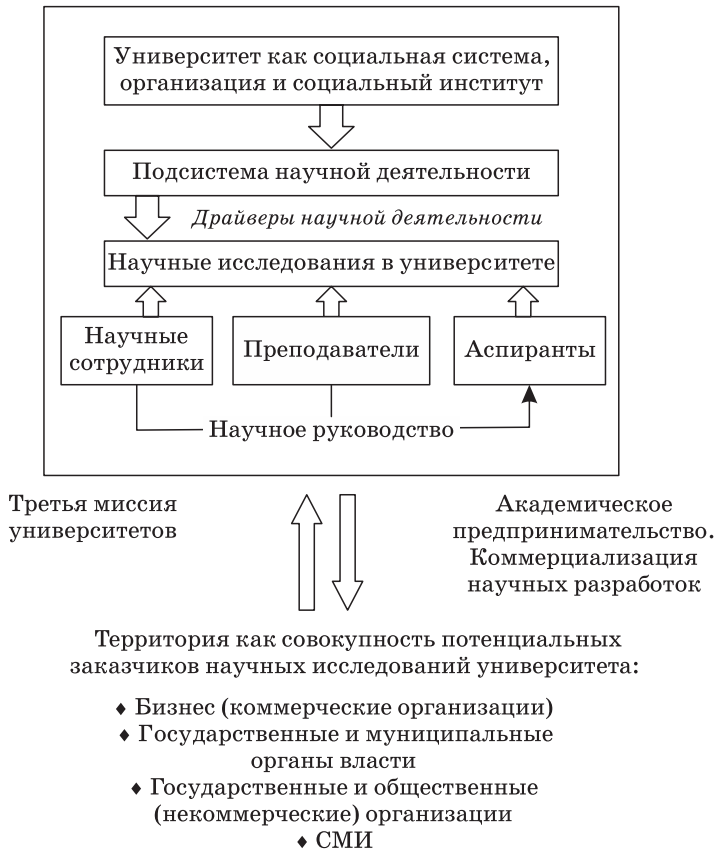 Университет как социальная система,
организация и социальный институт
Подсистема научной деятельности
Драйверы научной деятельности
Научные исследования в университете
Научные
сотрудники
Преподаватели
Аспиранты
Научное руководство
Третья миссия
университетов
Академическое
предпринимательство.
Коммерциализация
научных разработок
Территория как совокупность потенциальных
заказчиков научных исследований университета:
♦ Бизнес (коммерческие организации)
♦ Государственные и муниципальные
органы власти
♦ Государственные и общественные
(некоммерческие) организации
♦ СМИ